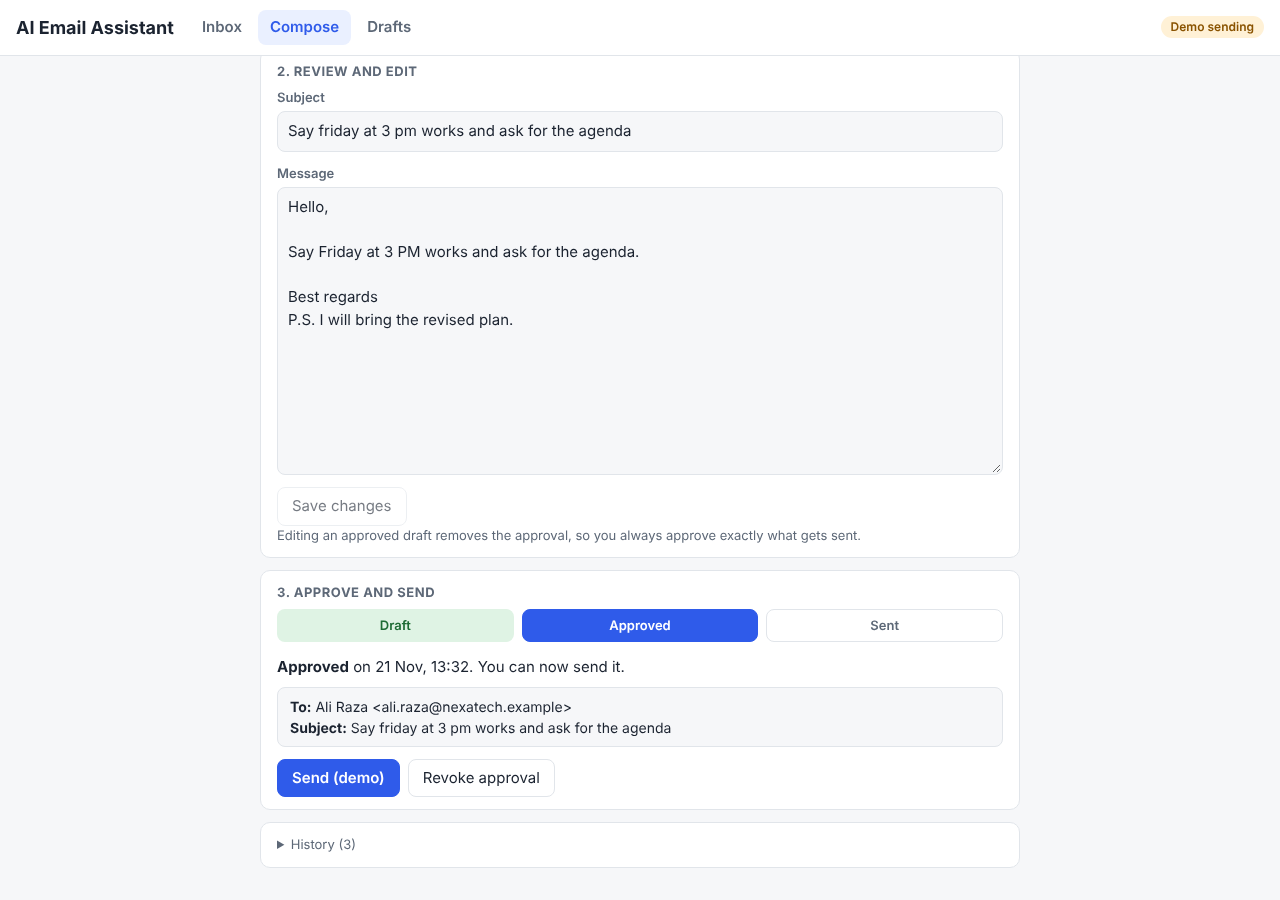 AI Email Assistant Inbox Compose Drafts Demo sending
2. REVIEW AND EDIT
Subject
Say friday at 3 pm works and ask for the agenda
Message
Hello,
Say Friday at 3 PM works and ask for the agenda.
Best regards
P.S. I will bring the revised plan.
Save changes
Editing an approved draft removes the approval, so you always approve exactly what gets sent.
3. APPROVE AND SEND
Draft Approved Sent
Approved on 21 Nov, 13:32. You can now send it.
To: Ali Raza <ali.raza@nexatech.example>
Subject: Say friday at 3 pm works and ask for the agenda
Send (demo) Revoke approval
History (3)